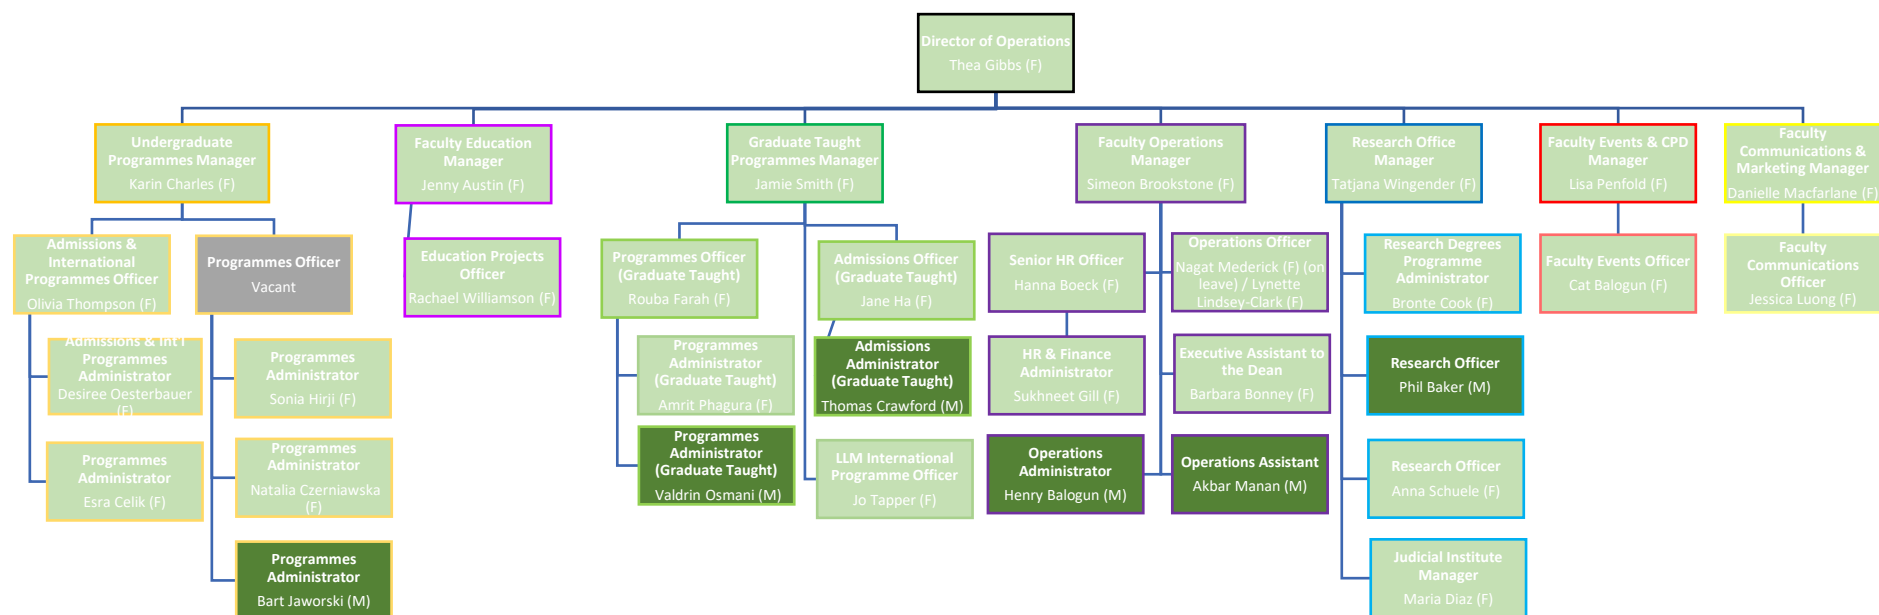 Director of Operations
Thea Gibbs (F)
Undergraduate
Programmes Manager
Karin Charles (F)
Faculty Education
Manager
Jenny Austin (F)
Graduate Taught
Programmes Manager
Jamie Smith (F)
Faculty Operations
Manager
Simeon Brookstone (F)
Research Office
Manager
Tatjana Wingender (F)
Faculty Events & CPD
Manager
Lisa Penfold (F)
Faculty
Communications &
Marketing Manager
Danielle Macfarlane (F)
Admissions &
International
Programmes Officer
Olivia Thompson (F)
Programmes Officer
Vacant
Education Projects
Officer
Rachael Williamson (F)
Programmes Officer
(Graduate Taught)
Rouba Farah (F)
Admissions Officer
(Graduate Taught)
Jane Ha (F)
Senior HR Officer
Hanna Boeck (F)
Operations Officer
Nagat Mederick (F) (on
leave) / Lynette
Lindsey-Clark (F)
Research Degrees
Programme
Administrator
Bronte Cook (F)
Faculty Events Officer
Cat Balogun (F)
Faculty
Communications
Officer
Jessica Luong (F)
Admissions & Int'l
Programmes
Administrator
Desiree Oesterbauer
(F)
Programmes
Administrator
Sonia Hirji (F)
Programmes
Administrator
(Graduate Taught)
Amrit Phagura (F)
Admissions
Administrator
(Graduate Taught)
Thomas Crawford (M)
HR & Finance
Administrator
Sukhneet Gill (F)
Executive Assistant to
the Dean
Barbara Bonney (F)
Research Officer
Phil Baker (M)
Programmes
Administrator
Esra Celik (F)
Programmes
Administrator
Natalia Czerniawska
(F)
Programmes
Administrator
(Graduate Taught)
Valdrin Osmani (M)
LLM International
Programme Officer
Jo Tapper (F)
Operations
Administrator
Henry Balogun (M)
Operations Assistant
Akbar Manan (M)
Research Officer
Anna Schuele (F)
Programmes
Administrator
Bart Jaworski (M)
Judicial Institute
Manager
Maria Diaz (F)